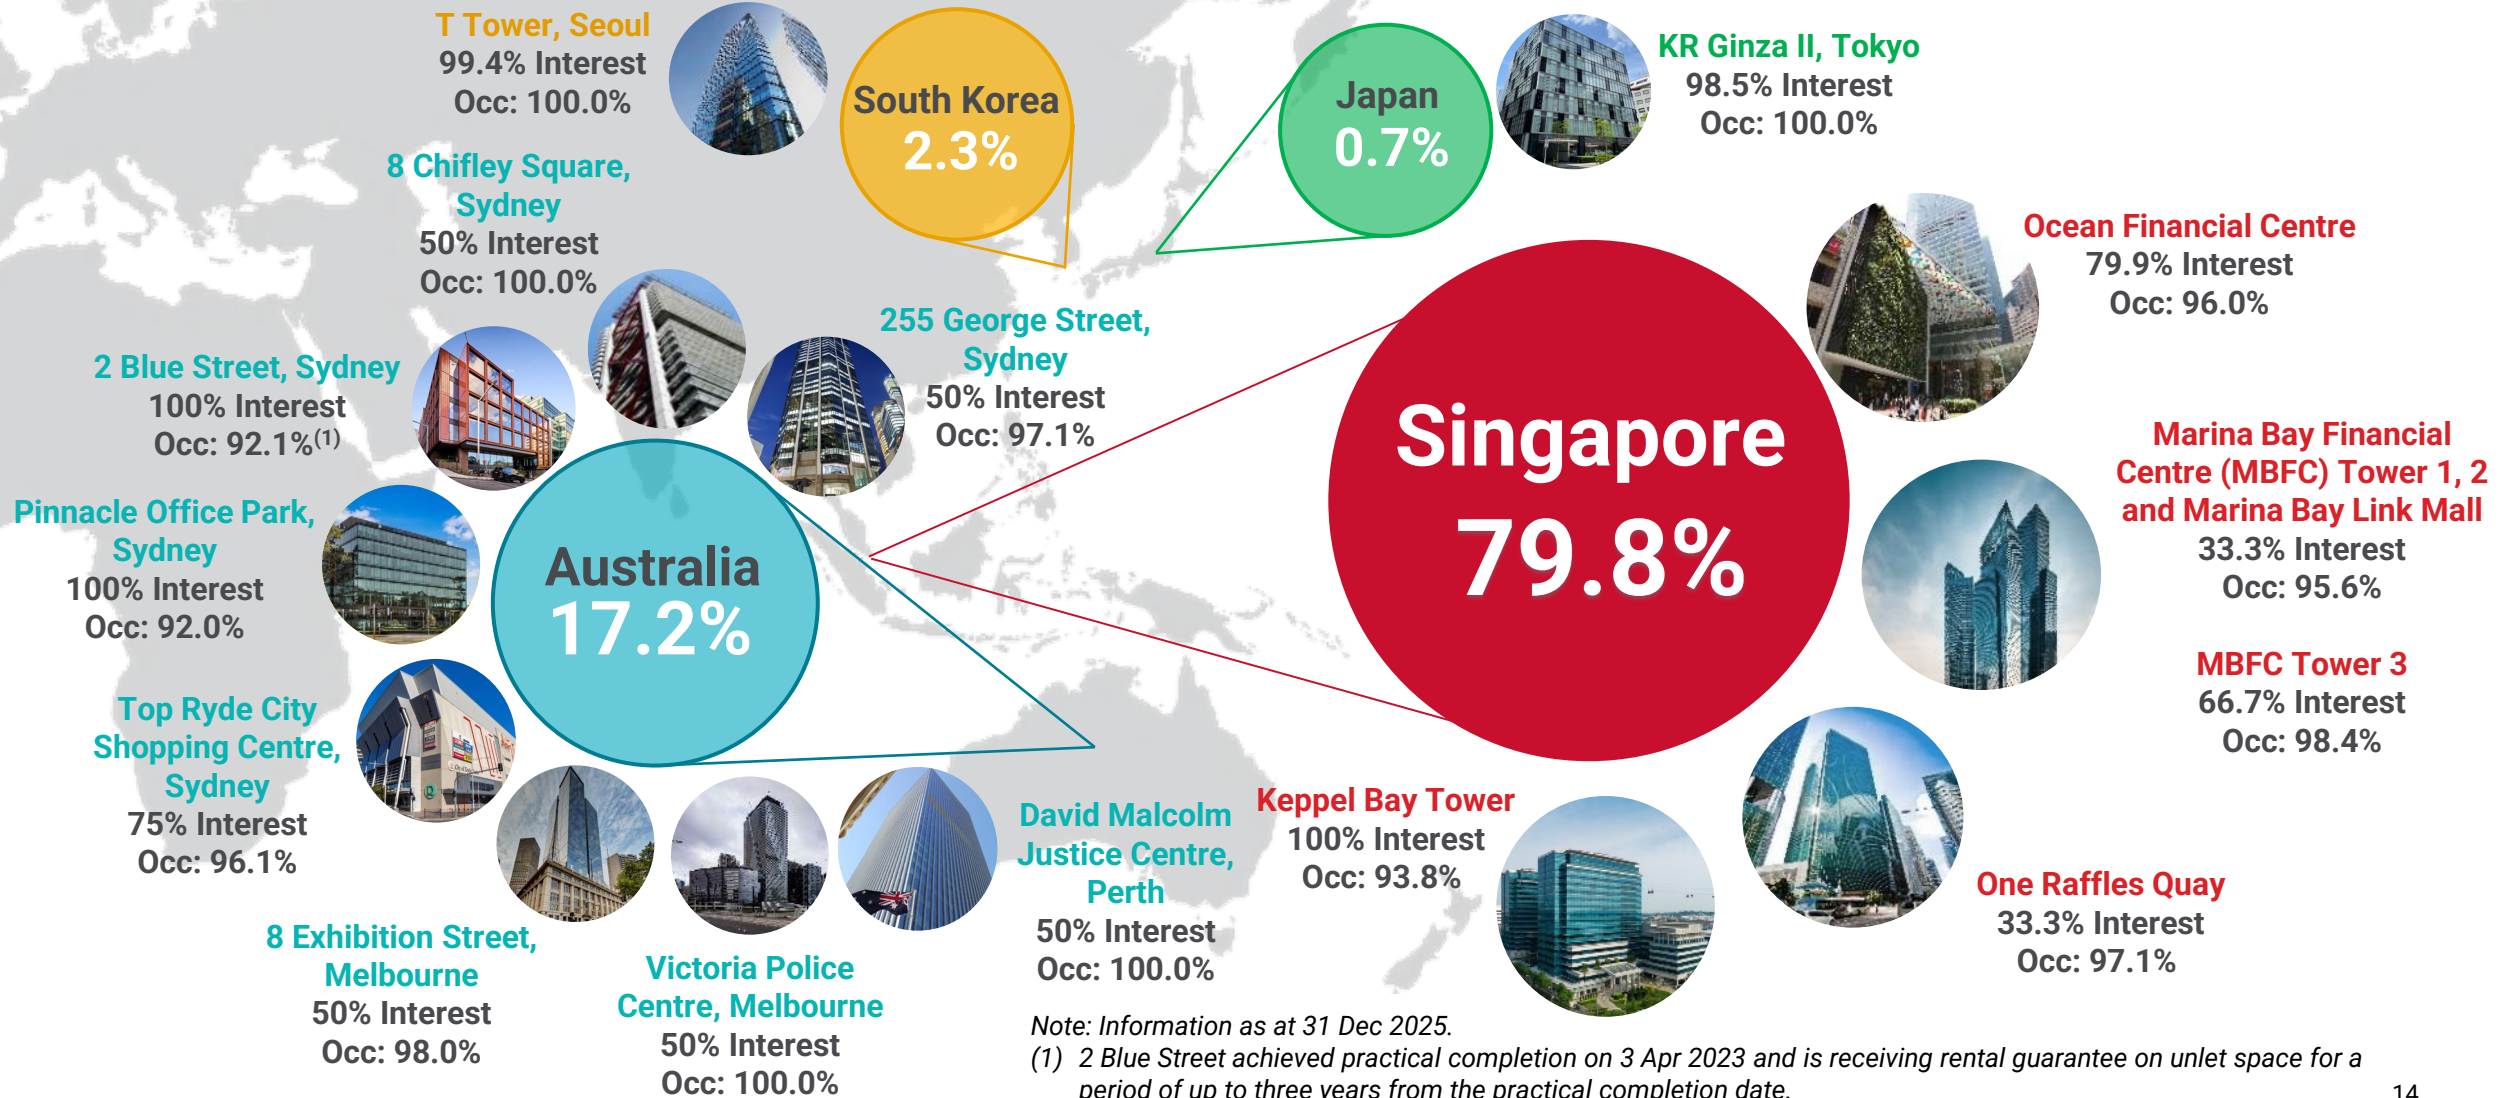 T Tower, Seoul
99.4% Interest
Occ: 100.0%
South Korea
2.3%
Japan
0.7%
KR Ginza II, Tokyo
98.5% Interest
Occ: 100.0%
8 Chifley Square,
Sydney
50% Interest
Occ: 100.0%
255 George Street,
Sydney
50% Interest
Occ: 97.1%
2 Blue Street, Sydney
100% Interest
Occ: 92.1%(1)
Pinnacle Office Park,
Sydney
100% Interest
Occ: 92.0%
Australia
17.2%
Top Ryde City
Shopping Centre,
Sydney
75% Interest
Occ: 96.1%
8 Exhibition Street,
Melbourne
50% Interest
Occ: 98.0%
Victoria Police
Centre, Melbourne
50% Interest
Occ: 100.0%
David Malcolm
Justice Centre,
Perth
50% Interest
Occ: 100.0%
Singapore
79.8%
Ocean Financial Centre
79.9% Interest
Occ: 96.0%
Marina Bay Financial
Centre (MBFC) Tower 1, 2
and Marina Bay Link Mall
33.3% Interest
Occ: 95.6%
MBFC Tower 3
66.7% Interest
Occ: 98.4%
Keppel Bay Tower
100% Interest
Occ: 93.8%
One Raffles Quay
33.3% Interest
Occ: 97.1%
Note: Information as at 31 Dec 2025.
(1) 2 Blue Street achieved practical completion on 3 Apr 2023 and is receiving rental guarantee on unlet space for a
period of up to three years from the practical completion date.
14